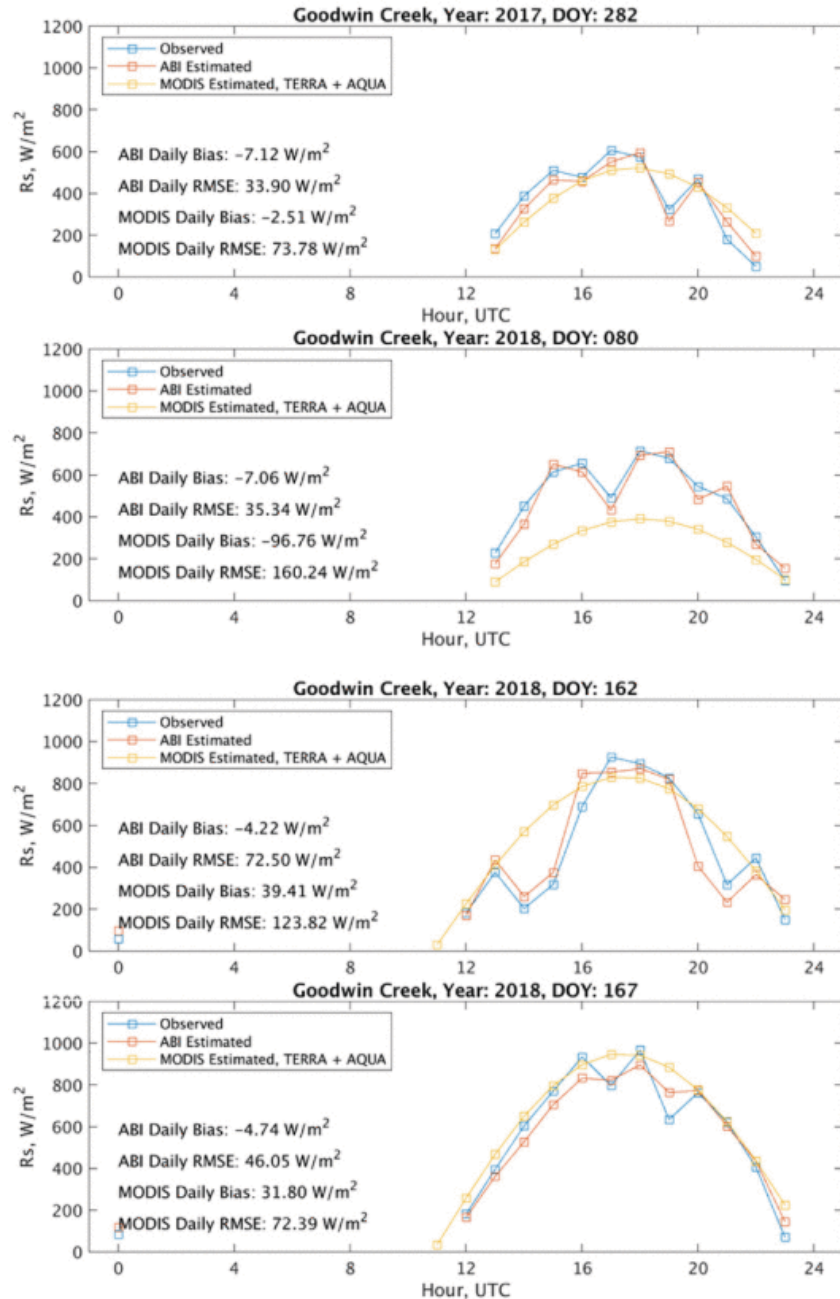 Goodwin Creek, Year: 2017, DOY: 282
1200
1000
800
600
400
200
0
Rs, W/m²
Observed
ABI Estimated
MODIS Estimated, TERRA + AQUA
ABI Daily Bias: -7.12 W/m²
ABI Daily RMSE: 33.90 W/m²
MODIS Daily Bias: -2.51 W/m²
MODIS Daily RMSE: 73.78 W/m²
0 4 8 12 16 20 24
Hour, UTC
Goodwin Creek, Year: 2018, DOY: 080
1200
1000
800
600
400
200
0
Rs, W/m²
Observed
ABI Estimated
MODIS Estimated, TERRA + AQUA
ABI Daily Bias: -7.06 W/m²
ABI Daily RMSE: 35.34 W/m²
MODIS Daily Bias: -96.76 W/m²
MODIS Daily RMSE: 160.24 W/m²
0 4 8 12 16 20 24
Hour, UTC
Goodwin Creek, Year: 2018, DOY: 162
1200
1000
800
600
400
200
0
Rs, W/m²
Observed
ABI Estimated
MODIS Estimated, TERRA + AQUA
ABI Daily Bias: -4.22 W/m²
ABI Daily RMSE: 72.50 W/m²
MODIS Daily Bias: 39.41 W/m²
MODIS Daily RMSE: 123.82 W/m²
0 4 8 12 16 20 24
Goodwin Creek, Year: 2018, DOY: 167
1200
1000
800
600
400
200
0
Rs, W/m²
Observed
ABI Estimated
MODIS Estimated, TERRA + AQUA
ABI Daily Bias: -4.74 W/m²
ABI Daily RMSE: 46.05 W/m²
MODIS Daily Bias: 31.80 W/m²
MODIS Daily RMSE: 72.39 W/m²
0 4 8 12 16 20 24
Hour, UTC